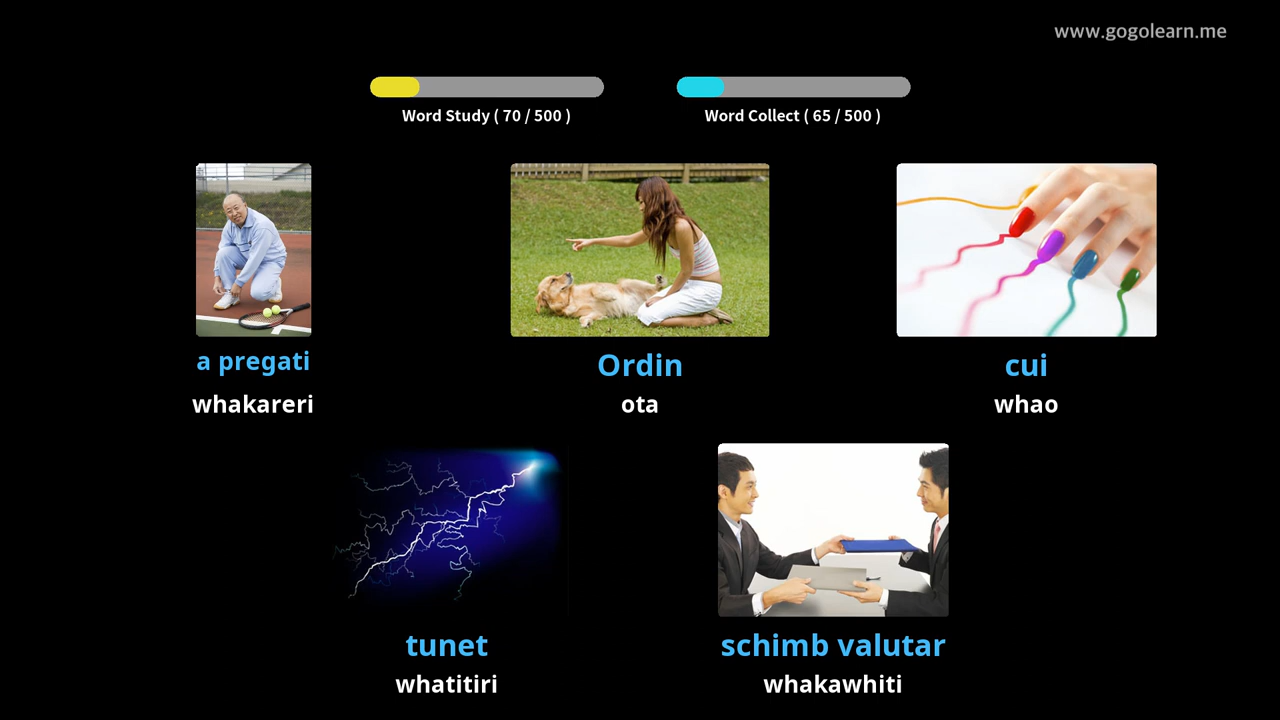 www.gogolearn.me
Word Study ( 70 / 500 )
Word Collect ( 65 / 500 )
a pregati
whakareri
Ordin
ota
cui
whao
tunet
whatitiri
schimb valutar
whakawhiti